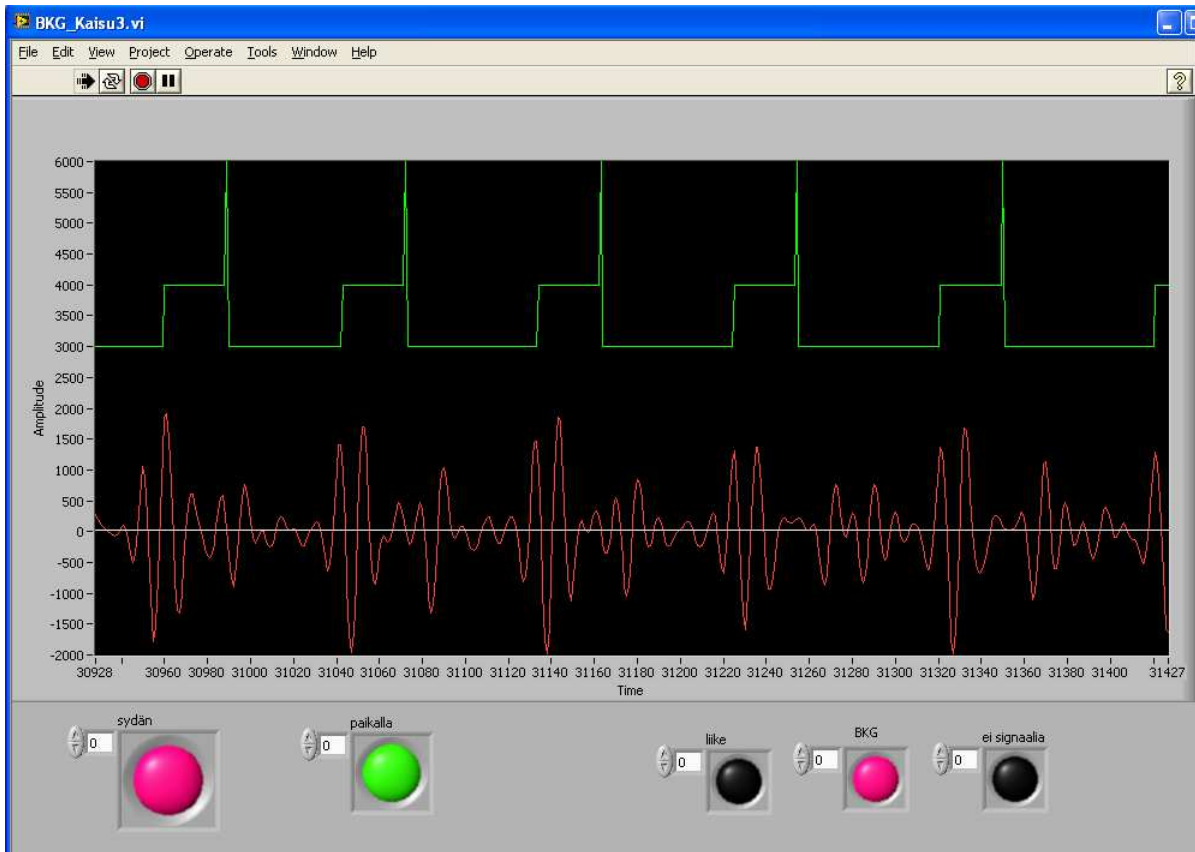 BKG_Kaisu3.vi
File Edit View Project Operate Tools Window Help
?
6000
5500
5000
4500
4000
3500
3000
2500
2000
1500
1000
500
0
-500
-1000
-1500
-2000
Amplitude
30928 30960 30980 31000 31020 31040 31060 31080 31100 31120 31140 31160 31180 31200 31220 31240 31260 31280 31300 31320 31340 31360 31380 31400 31427
Time
sydän
0
paikalla
0
liike
0
BKG
0
ei signaalia
0